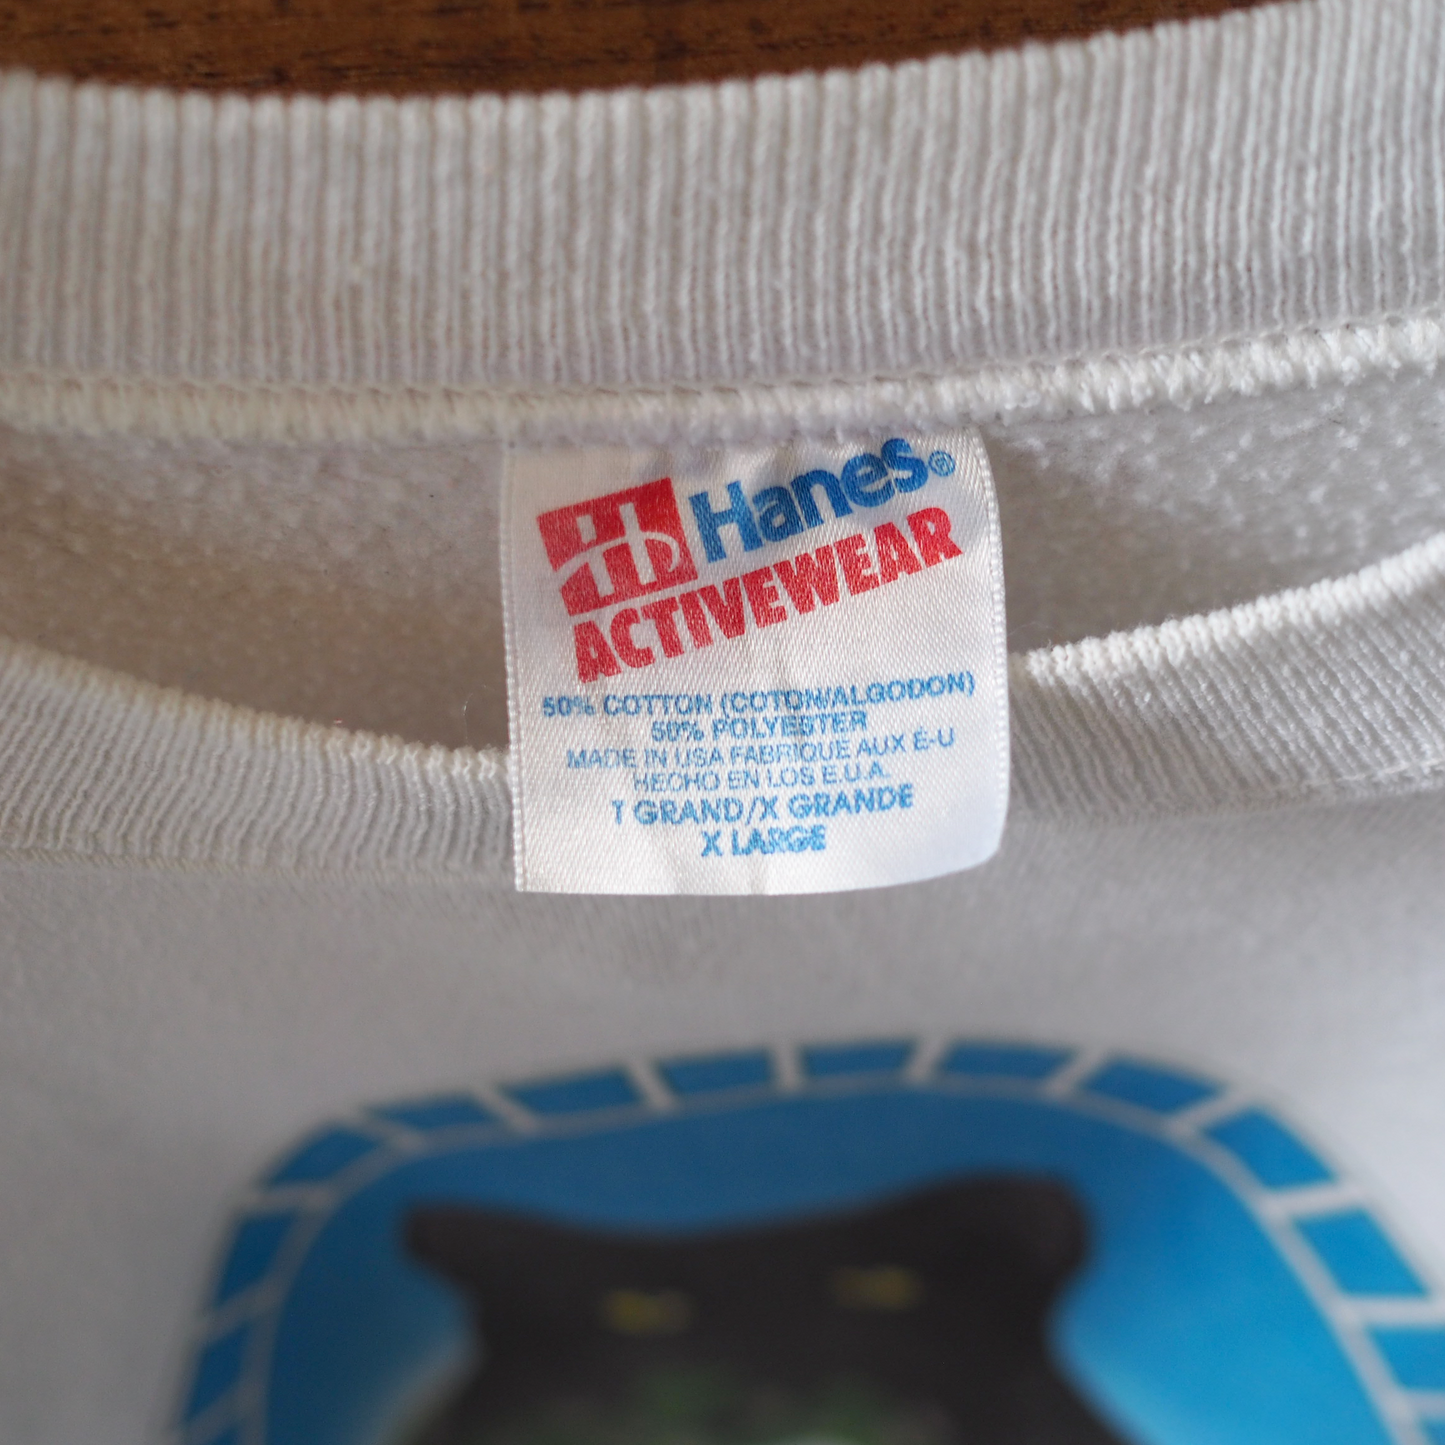 Hanes®
ACTIVEWEAR
50% COTTON (COTON/ALGODON)
50% POLYESTER
MADE IN USA FABRIQUE AUX É-U
HECHO EN LOS E.U.A.
T GRAND/X GRANDE
X LARGE